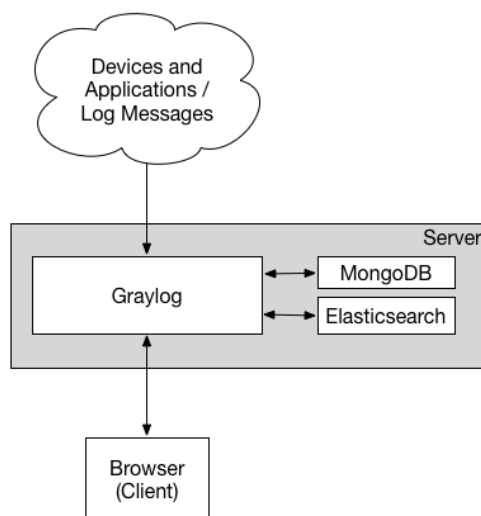 Devices and
Applications /
Log Messages
Server
Graylog
MongoDB
Elasticsearch
Browser
(Client)